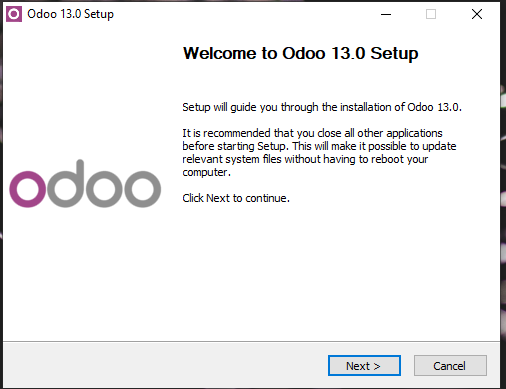 Odoo 13.0 Setup
Welcome to Odoo 13.0 Setup
Setup will guide you through the installation of Odoo 13.0.
It is recommended that you close all other applications
before starting Setup. This will make it possible to update
relevant system files without having to reboot your
computer.
Click Next to continue.
odoo
Next >
Cancel